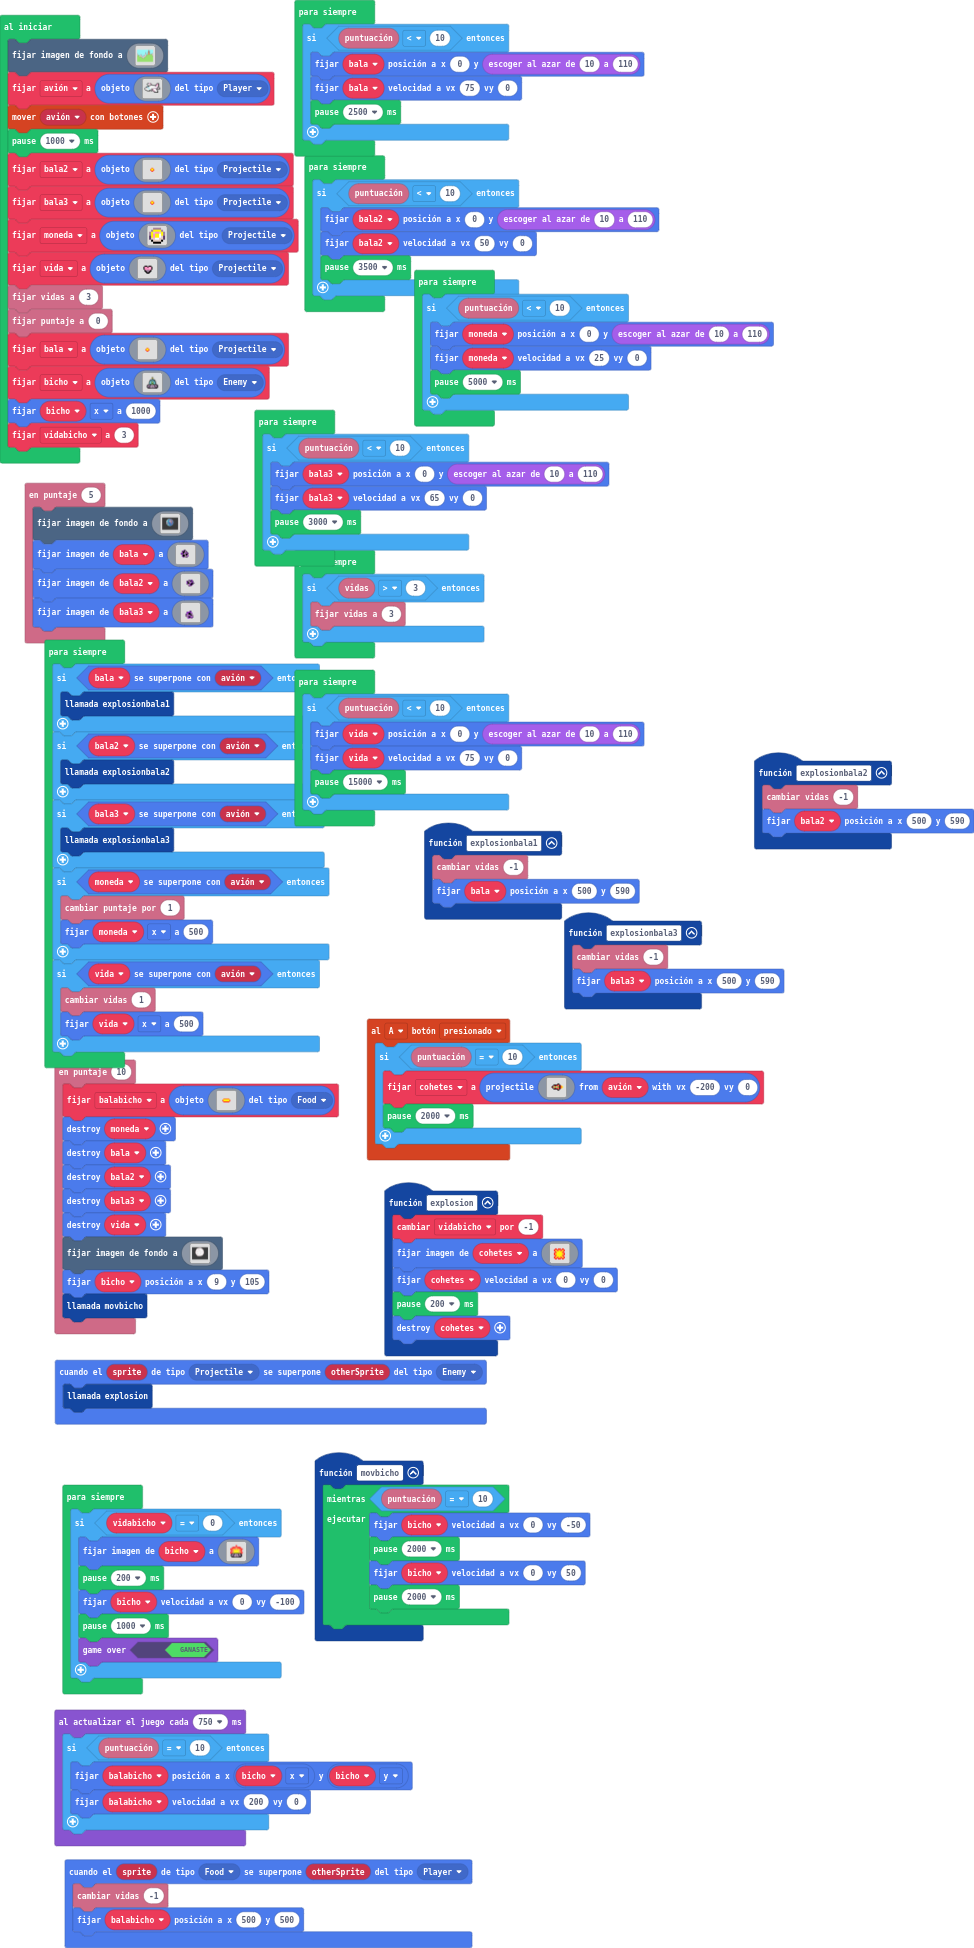 al iniciar
fijar imagen de fondo a
fijar avión a objeto del tipo Player
mover avión con botones
pause 1000 ms
fijar bala2 a objeto del tipo Projectile
fijar bala3 a objeto del tipo Projectile
fijar moneda a objeto del tipo Projectile
fijar vida a objeto del tipo Projectile
fijar vidas a 3
fijar puntaje a 0
fijar bala a objeto del tipo Projectile
fijar bicho a objeto del tipo Enemy
fijar bicho x a 1000
fijar vidabicho a 3
para siempre
si puntuación < 10 entonces
fijar bala posición a x 0 y escoger al azar de 10 a 110
fijar bala velocidad a vx 75 vy 0
pause 2500 ms
para siempre
si puntuación < 10 entonces
fijar bala2 posición a x 0 y escoger al azar de 10 a 110
fijar bala2 velocidad a vx 50 vy 0
pause 3500 ms
para siempre
si puntuación < 10 entonces
fijar moneda posición a x 0 y escoger al azar de 10 a 110
fijar moneda velocidad a vx 25 vy 0
pause 5000 ms
para siempre
si puntuación < 10 entonces
fijar bala3 posición a x 0 y escoger al azar de 10 a 110
fijar bala3 velocidad a vx 65 vy 0
pause 3000 ms
en puntaje 5
fijar imagen de fondo a
fijar imagen de bala a
fijar imagen de bala2 a
fijar imagen de bala3 a
empre
si vidas > 3 entonces
fijar vidas a 3
para siempre
si bala se superpone con avión ento
llamada explosionbala1
si bala2 se superpone con avión ent
llamada explosionbala2
si bala3 se superpone con avión ent
llamada explosionbala3
si moneda se superpone con avión entonces
cambiar puntaje por 1
fijar moneda x a 500
si vida se superpone con avión entonces
cambiar vidas 1
fijar vida x a 500
para siempre
si puntuación < 10 entonces
fijar vida posición a x 0 y escoger al azar de 10 a 110
fijar vida velocidad a vx 75 vy 0
pause 15000 ms
función explosionbala2
cambiar vidas -1
fijar bala2 posición a x 500 y 590
función explosionbala1
cambiar vidas -1
fijar bala posición a x 500 y 590
función explosionbala3
cambiar vidas -1
fijar bala3 posición a x 500 y 590
en puntaje 10
fijar balabicho a objeto del tipo Food
destroy moneda
destroy bala
destroy bala2
destroy bala3
destroy vida
fijar imagen de fondo a
fijar bicho posición a x 9 y 105
llamada movbicho
al A botón presionado
si puntuación = 10 entonces
fijar cohetes a projectile from avión with vx -200 vy 0
pause 2000 ms
función explosion
cambiar vidabicho por -1
fijar imagen de cohetes a
fijar cohetes velocidad a vx 0 vy 0
pause 200 ms
destroy cohetes
cuando el sprite de tipo Projectile se superpone otherSprite del tipo Enemy
llamada explosion
función movbicho
mientras puntuación = 10
ejecutar
fijar bicho velocidad a vx 0 vy -50
pause 2000 ms
fijar bicho velocidad a vx 0 vy 50
pause 2000 ms
para siempre
si vidabicho = 0 entonces
fijar imagen de bicho a
pause 200 ms
fijar bicho velocidad a vx 0 vy -100
pause 1000 ms
game over GANASTE
al actualizar el juego cada 750 ms
si puntuación = 10 entonces
fijar balabicho posición a x bicho x y bicho y
fijar balabicho velocidad a vx 200 vy 0
cuando el sprite de tipo Food se superpone otherSprite del tipo Player
cambiar vidas -1
fijar balabicho posición a x 500 y 500